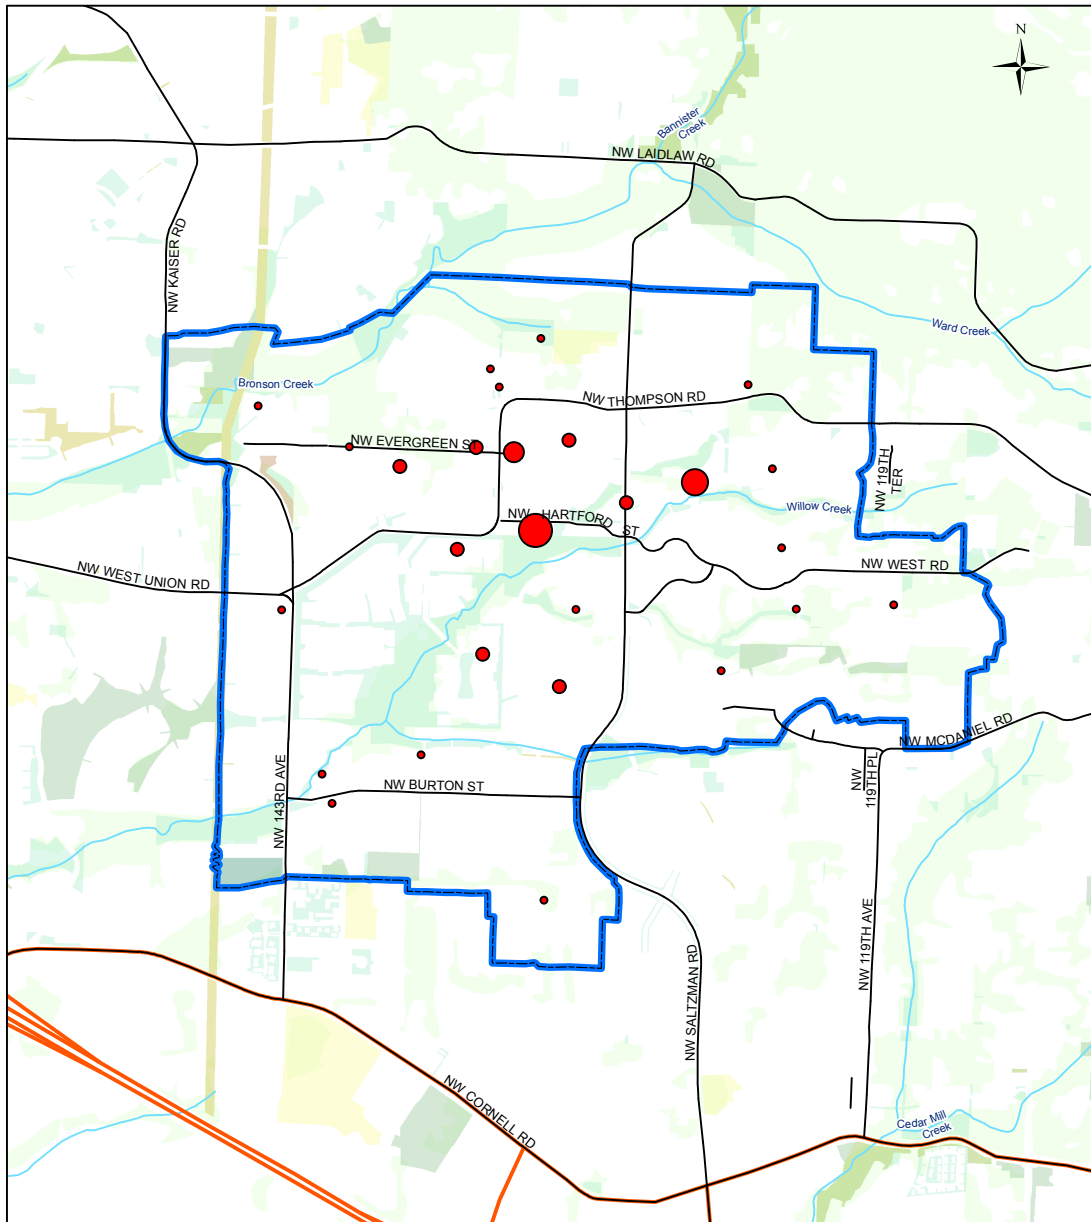 N
Bannister
Creek
NW LAIDLAW RD
NW KAISER RD
Ward Creek
Bronson Creek
NW THOMPSON RD
NW EVERGREEN ST
NW 119TH
TER
Willow Creek
NW HARTFORD ST
NW WEST RD
NW WEST UNION RD
NW MCDANIEL RD
NW
119TH PL
NW BURTON ST
NW 143RD AVE
NW 119TH AVE
NW SALTZMAN RD
NW CORNELL RD
Cedar Mill
Creek